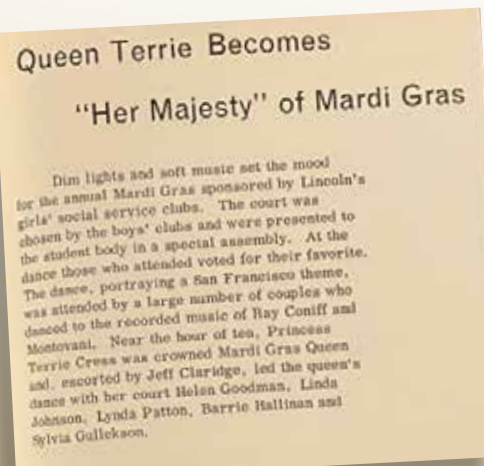 Queen Terrie Becomes
"Her Majesty" of Mardi Gras
Dim lights and soft music set the mood
for the annual Mardi Gras sponsored by Lincoln's
girls' social service clubs. The court was
chosen by the boys' clubs and were presented to
the student body in a special assembly. At the
dance those who attended voted for their favorite.
The dance, portraying a San Francisco theme,
was attended by a large number of couples who
danced to the recorded music of Ray Coniff and
Montovani. Near the hour of ten, Princess
Terrie Cress was crowned Mardi Gras Queen
and, escorted by Jeff Claridge, led the queen's
dance with her court Helen Goodman, Linda
Johnson, Lynda Patton, Barrie Hallinan and
Sylvia Gullekson.